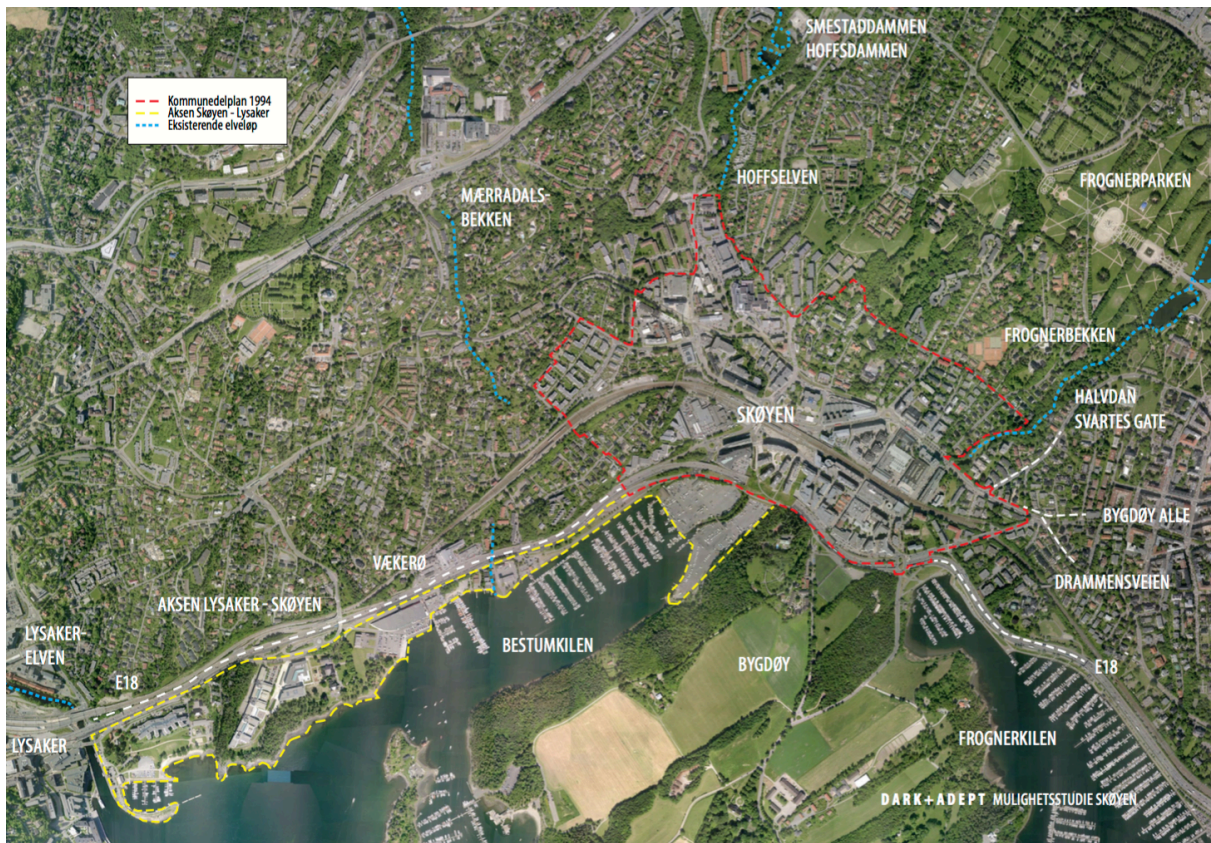 SMESTADDAMMEN
HOFFSDAMMEN
Kommunedelplan 1994
Aksen Skøyen - Lysaker
Eksisterende elveløp
HOFFSELVEN
FROGNERPARKEN
MÆRRADALS-
BEKKEN
FROGNERBEKKEN
HALVDAN
SVARTES GATE
SKØYEN
BYGDØY ALLE
VÆKERØ
DRAMMENSVEIEN
AKSEN LYSAKER - SKØYEN
LYSAKER-
ELVEN
BESTUMKILEN
BYGDØY
E18
E18
LYSAKER
FROGNERKILEN
DARK+ADEPT MULIGHETSSTUDIE SKØYEN